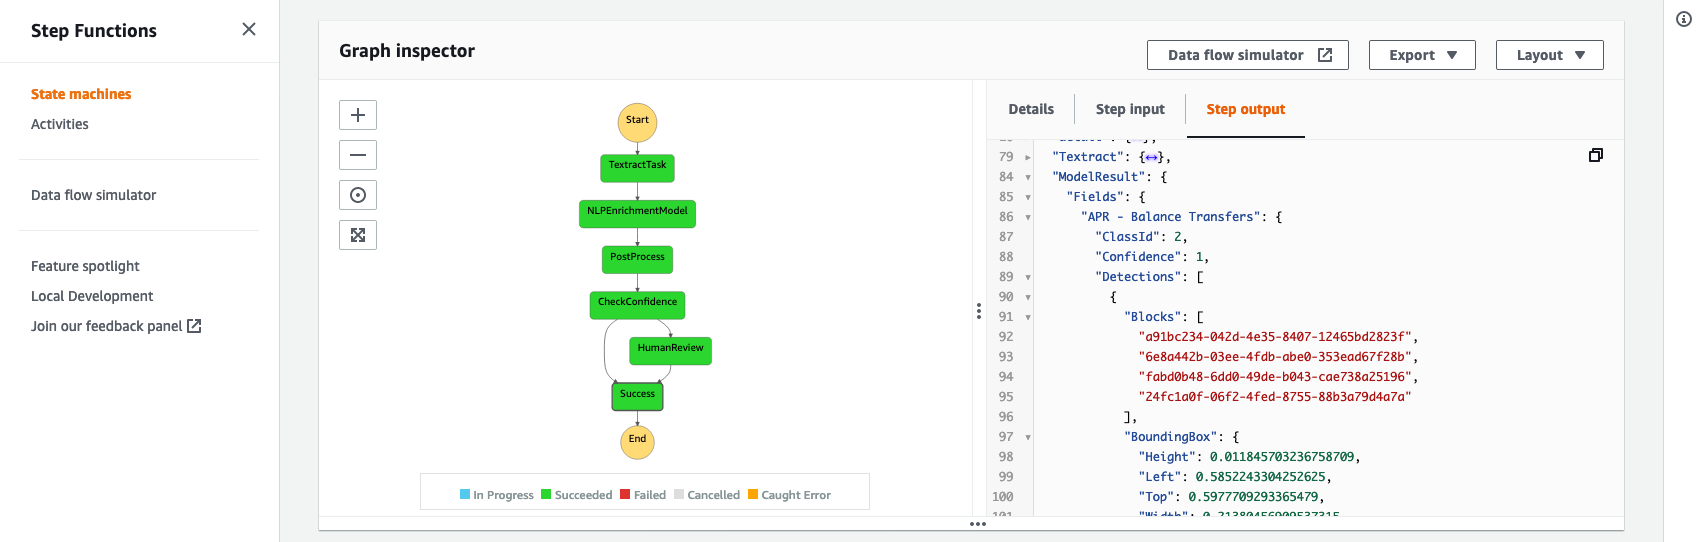 Step Functions
State machines
Activities
Data flow simulator
Feature spotlight
Local Development
Join our feedback panel
Graph inspector
Data flow simulator
Export
Layout
Start
TextractTask
NLPEnrichmentModel
PostProcess
CheckConfidence
HumanReview
Success
End
In Progress Succeeded Failed Cancelled Caught Error
Details Step input Step output
79 "Textract": {↔},
84 "ModelResult": {
85 "Fields": {
86 "APR - Balance Transfers": {
87 "ClassId": 2,
88 "Confidence": 1,
89 "Detections": [
90 {
91 "Blocks": [
92 "a91bc234-042d-4e35-8407-12465bd2823f",
93 "6e8a442b-03ee-4fdb-abe0-353ead67f28b",
94 "fabd0b48-6dd0-49de-b043-cae738a25196",
95 "24fc1a0f-06f2-4fed-8755-88b3a79d4a7a"
96 ],
97 "BoundingBox": {
98 "Height": 0.011845703236758709,
99 "Left": 0.5852243304252625,
100 "Top": 0.5977709293365479,
101 "Width":